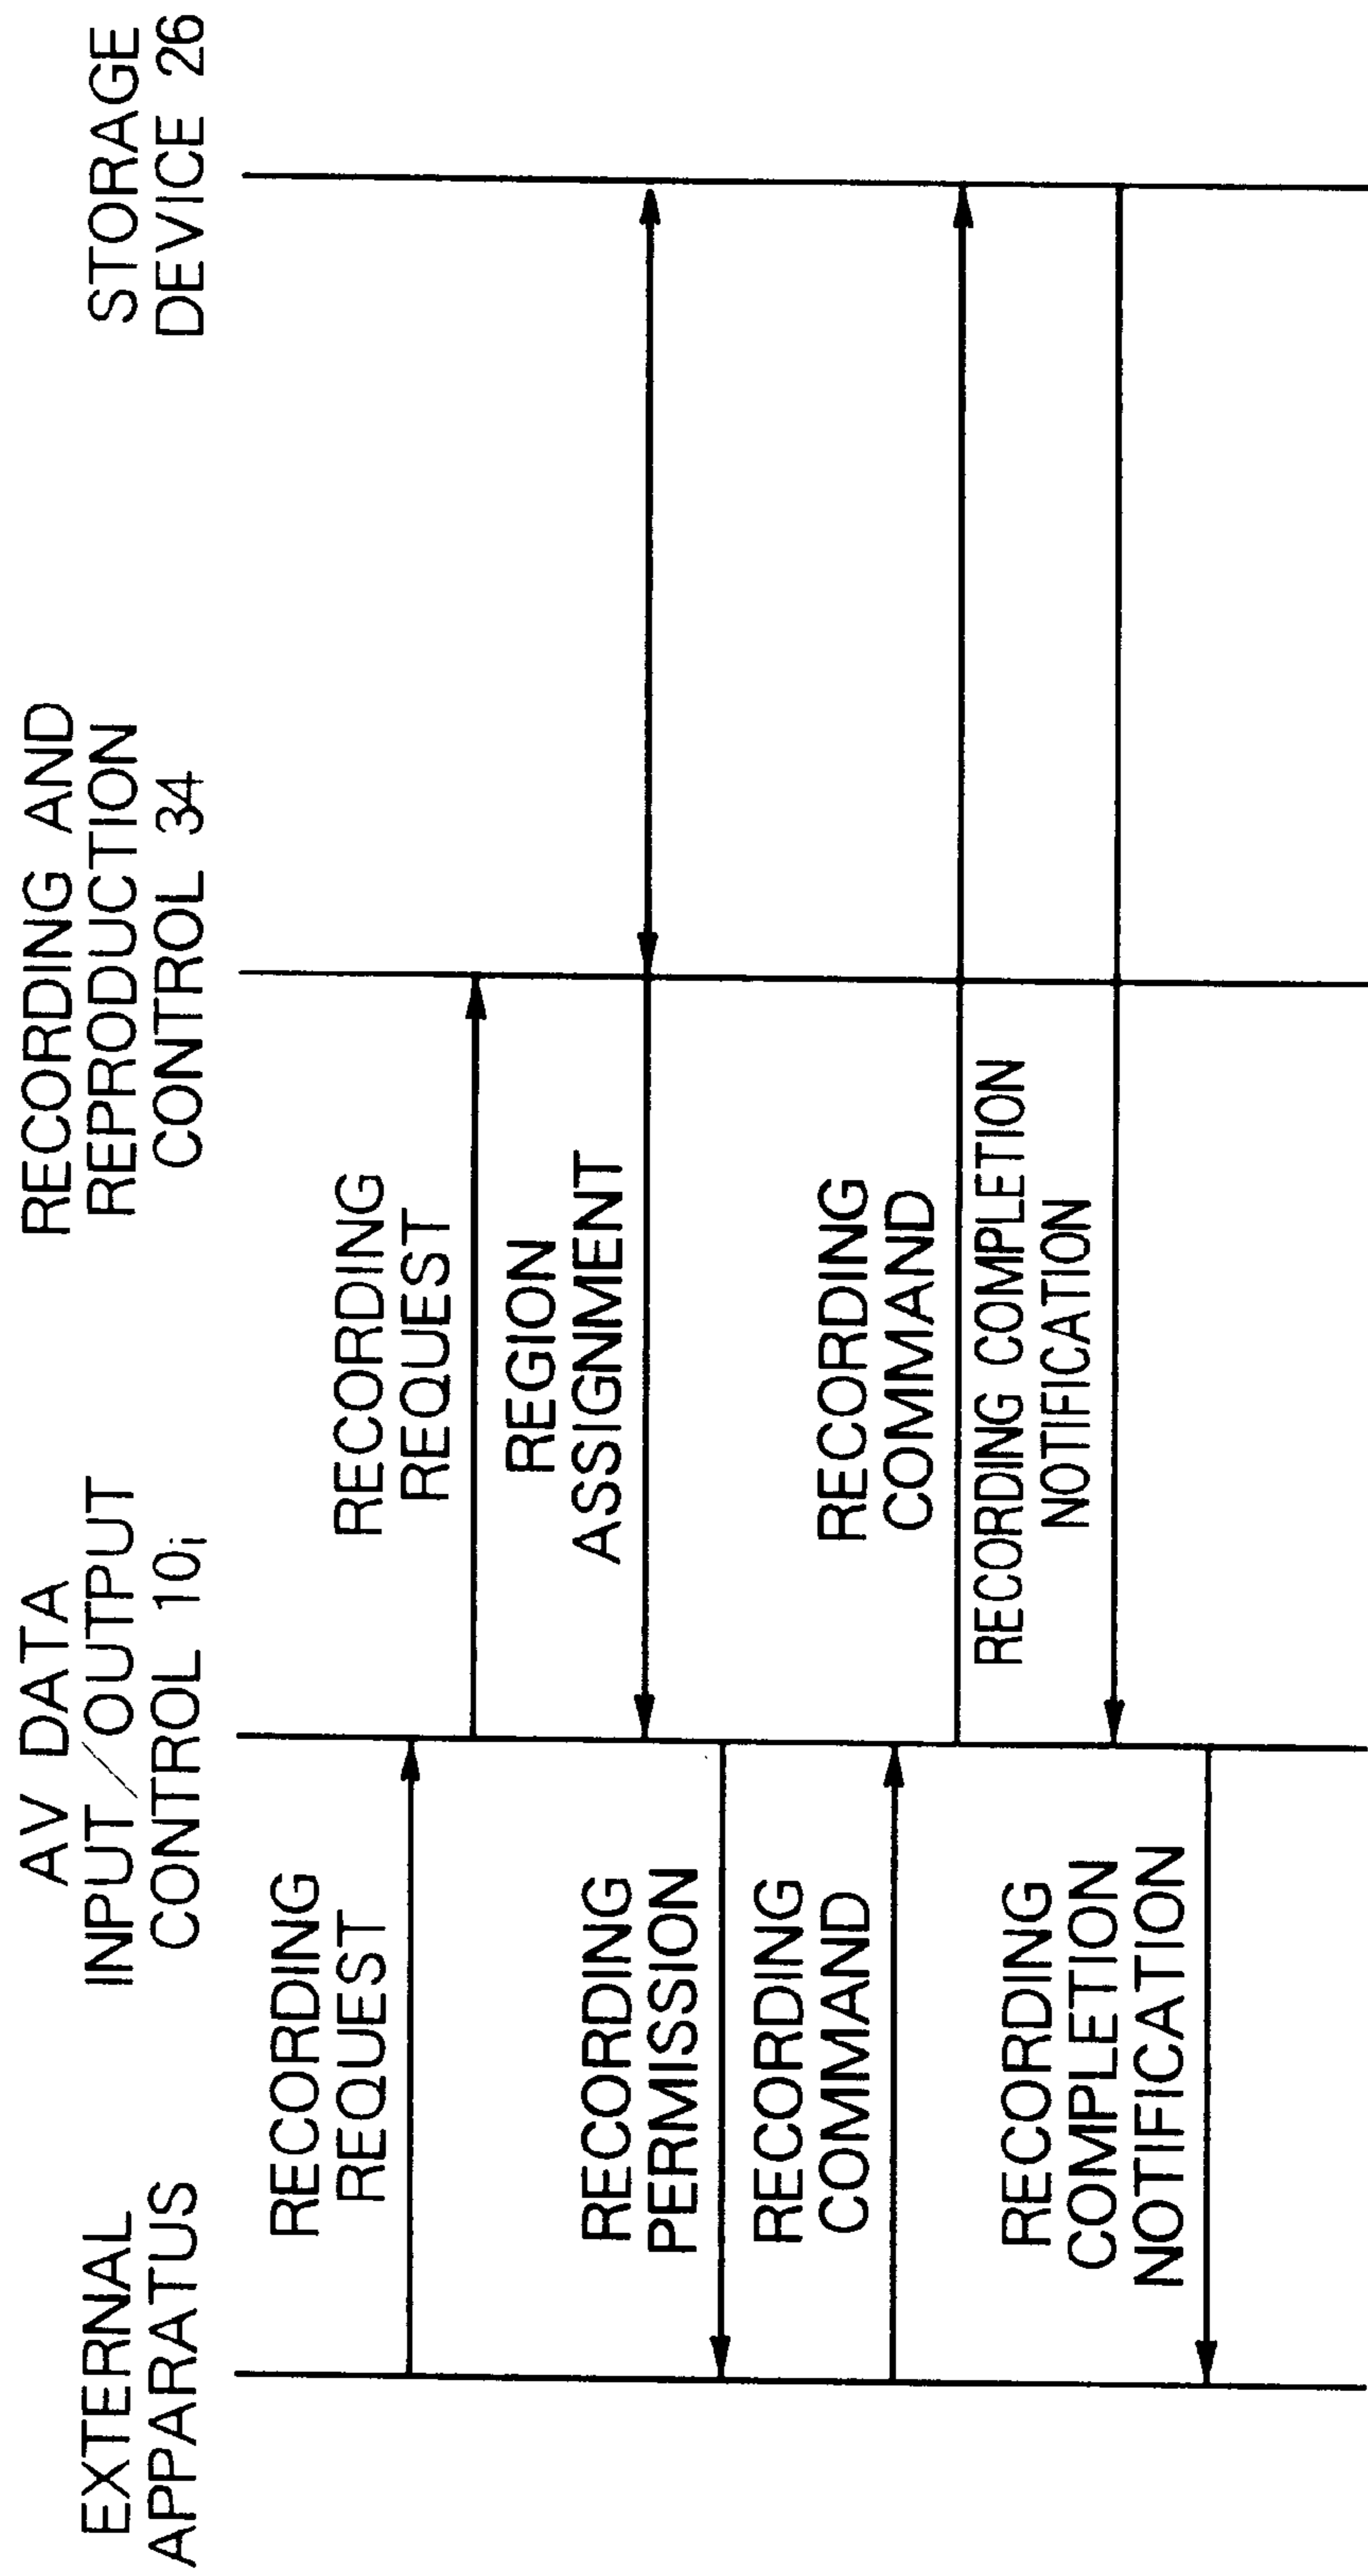 EXTERNAL
APPARATUS
AV DATA
INPUT/OUTPUT
CONTROL 10i
RECORDING AND
REPRODUCTION
CONTROL 34
STORAGE
DEVICE 26
RECORDING
REQUEST
RECORDING
REQUEST
REGION
ASSIGNMENT
RECORDING
PERMISSION
RECORDING
COMMAND
RECORDING
COMMAND
RECORDING COMPLETION
NOTIFICATION
RECORDING
COMPLETION
NOTIFICATION